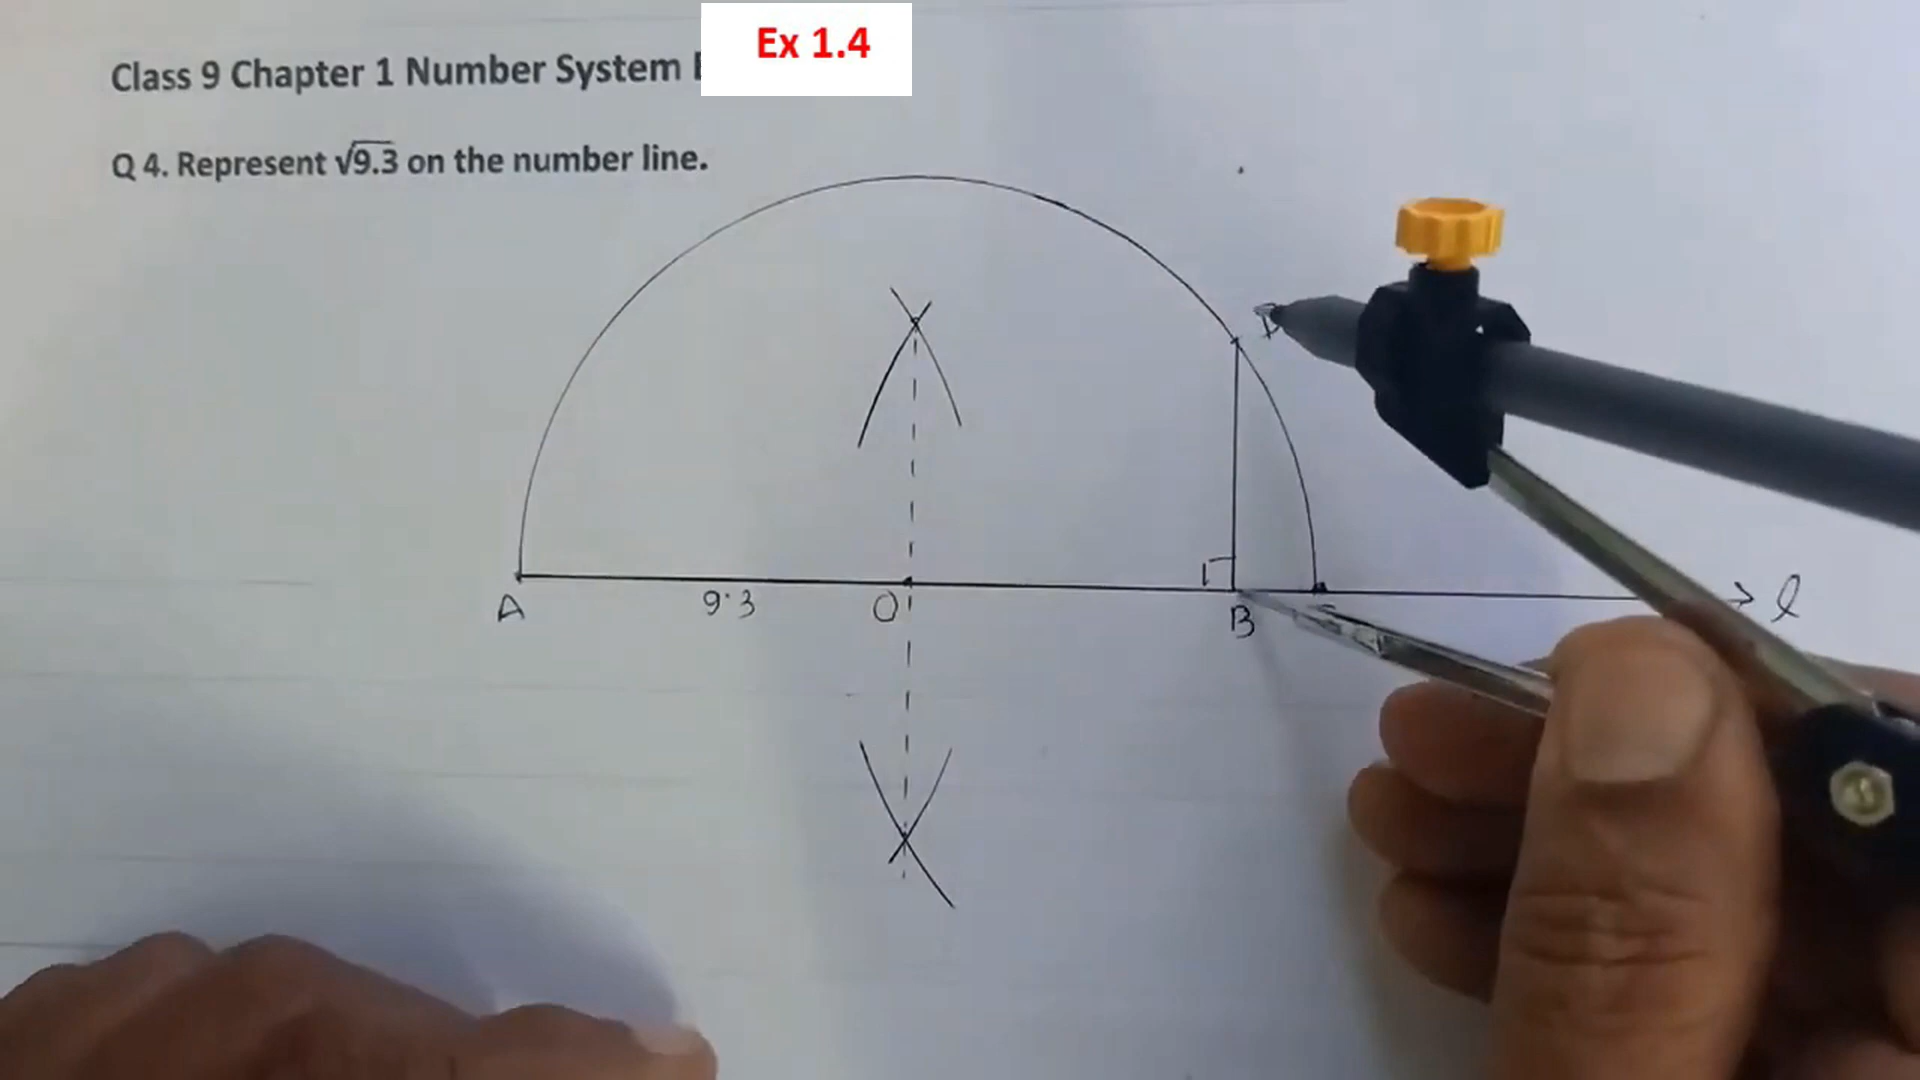 Class 9 Chapter 1 Number System
Ex 1.4
Q 4. Represent √9.3 on the number line.
A 9.3 O B l